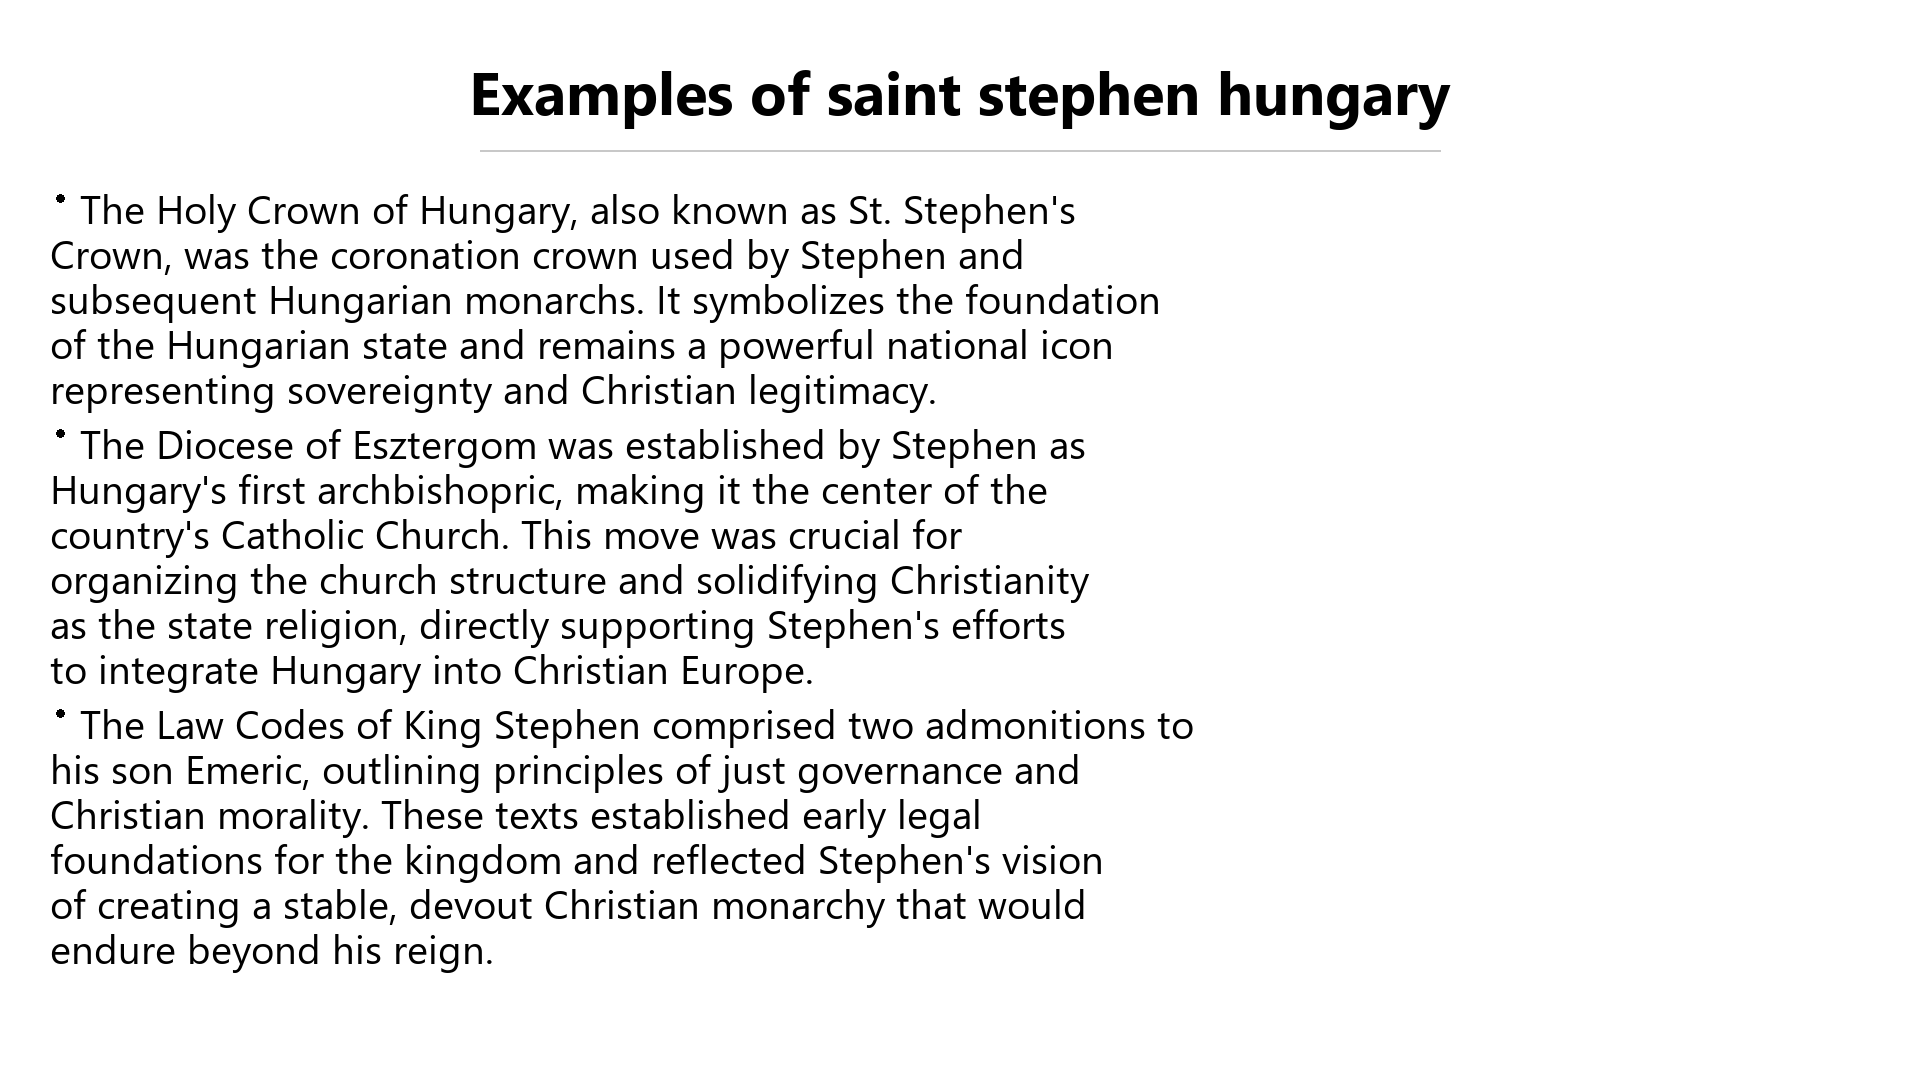 Examples of saint stephen hungary
• The Holy Crown of Hungary, also known as St. Stephen's
Crown, was the coronation crown used by Stephen and
subsequent Hungarian monarchs. It symbolizes the foundation
of the Hungarian state and remains a powerful national icon
representing sovereignty and Christian legitimacy.
• The Diocese of Esztergom was established by Stephen as
Hungary's first archbishopric, making it the center of the
country's Catholic Church. This move was crucial for
organizing the church structure and solidifying Christianity
as the state religion, directly supporting Stephen's efforts
to integrate Hungary into Christian Europe.
• The Law Codes of King Stephen comprised two admonitions to
his son Emeric, outlining principles of just governance and
Christian morality. These texts established early legal
foundations for the kingdom and reflected Stephen's vision
of creating a stable, devout Christian monarchy that would
endure beyond his reign.